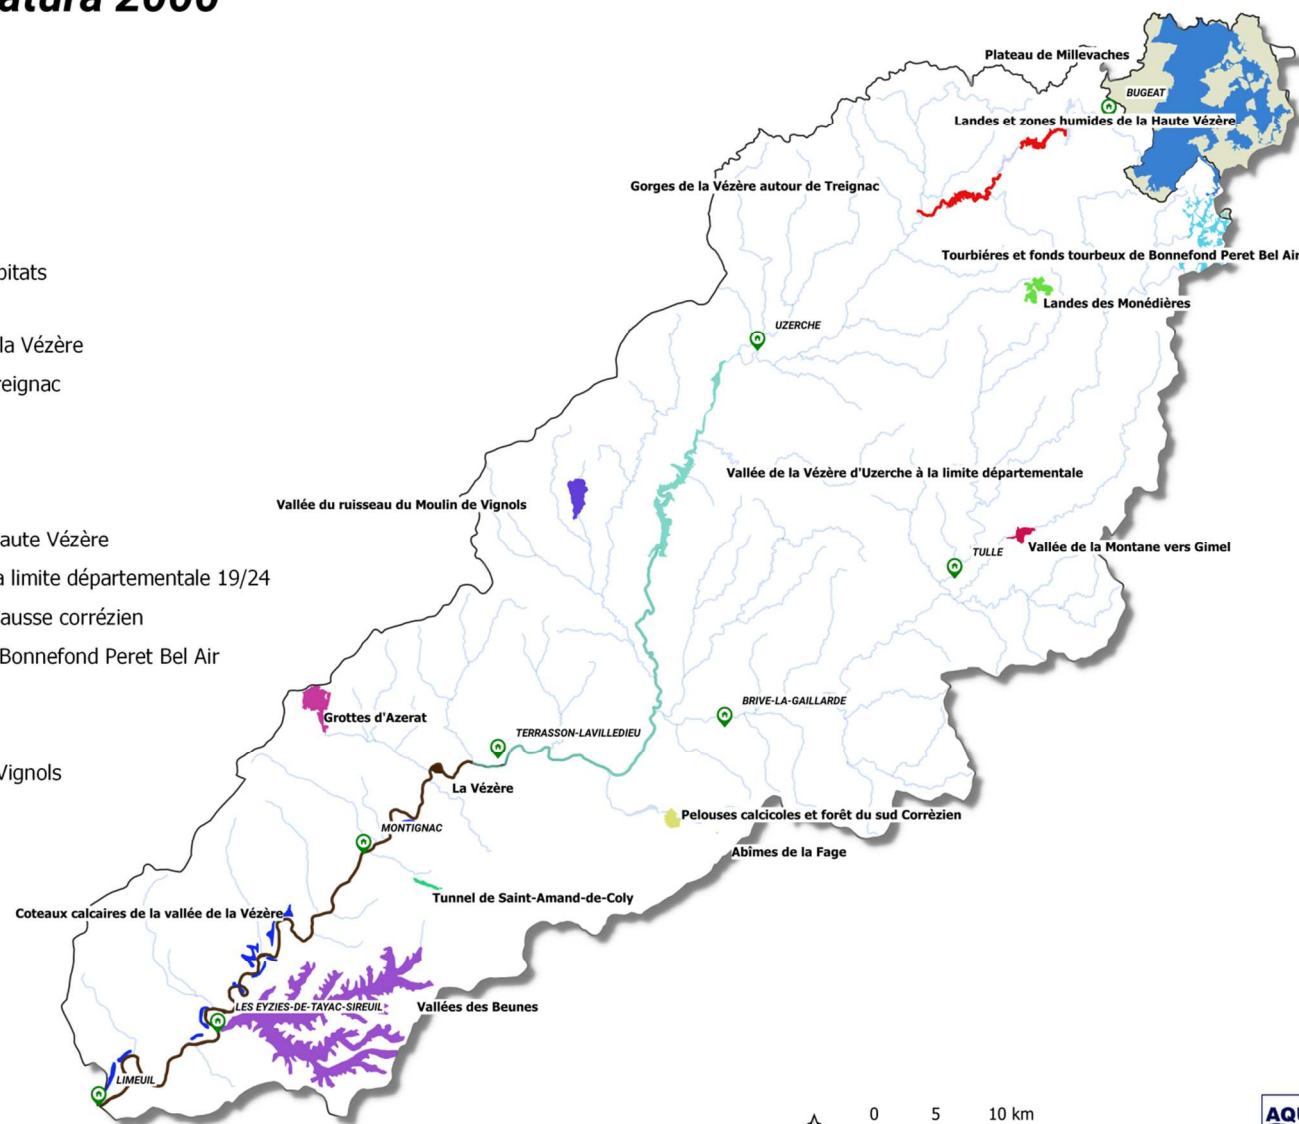 atura 2000
Plateau de Millevaches
BUGEAT
Landes et zones humides de la Haute Vézère
Gorges de la Vézère autour de Treignac
Tourbiéres et fonds tourbeux de Bonnefond Peret Bel Air
bitats
Landes des Monédières
UZERCHE
la Vézère
reignac
Vallée de la Vézère d'Uzerche à la limite départementale
Vallée du ruisseau du Moulin de Vignols
aute Vézère
TULLE
Vallée de la Montane vers Gimel
a limite départementale 19/24
ausse corrézien
Bonnefond Peret Bel Air
BRIVE-LA-GAILLARDE
Grottes d'Azerat
TERRASSON-LAVILLEDIEU
Vignols
La Vézère
Pelouses calcicoles et forêt du sud Corrèzien
MONTIGNAC
Abîmes de la Fage
Tunnel de Saint-Amand-de-Coly
Coteaux calcaires de la vallée de la Vézère
LES EYZIES-DE-TAYAC-SIREUIL
Vallées des Beunes
LIMEUIL
0 5 10 km
AQU